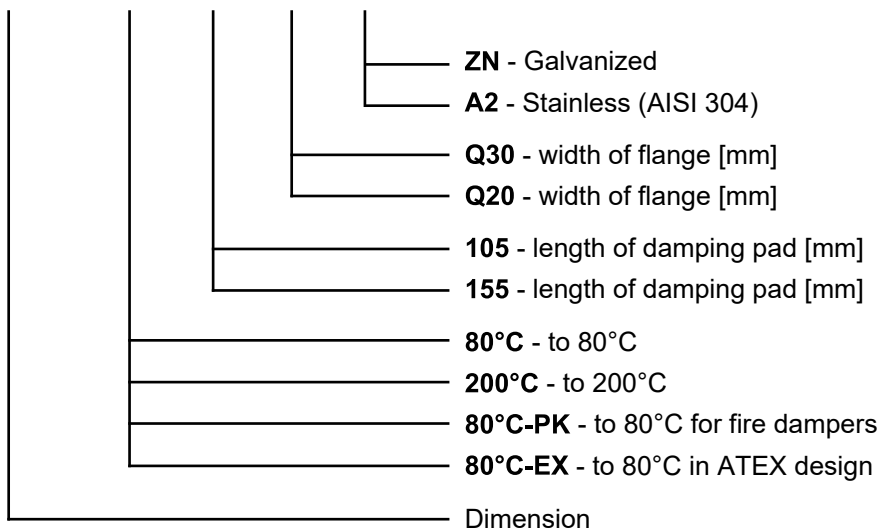 ZN - Galvanized
A2 - Stainless (AISI 304)
Q30 - width of flange [mm]
Q20 - width of flange [mm]
105 - length of damping pad [mm]
155 - length of damping pad [mm]
80°C - to 80°C
200°C - to 200°C
80°C-PK - to 80°C for fire dampers
80°C-EX - to 80°C in ATEX design
Dimension